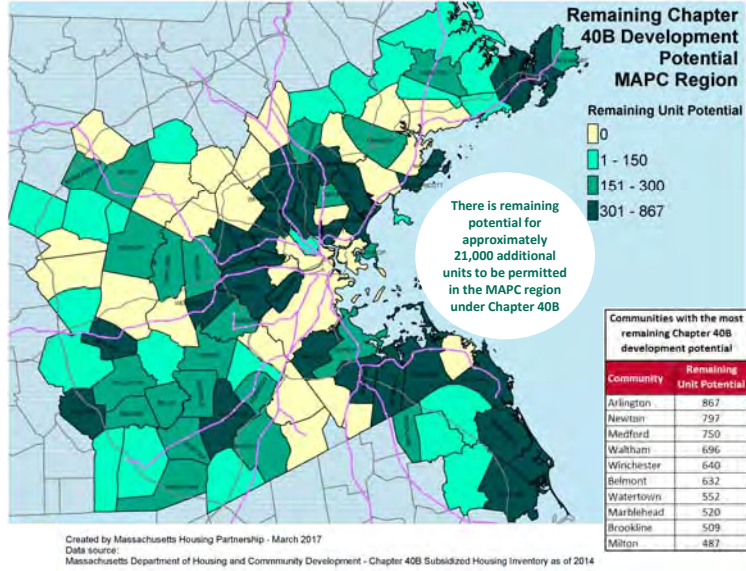 Remaining Chapter
40B Development
Potential
MAPC Region
Remaining Unit Potential
0
1 - 150
151 - 300
301 - 867
There is remaining
potential for
approximately
21,000 additional
units to be permitted
in the MAPC region
under Chapter 40B
Communities with the most
remaining Chapter 40B
development potential
Community Remaining Unit Potential
Arlington 867
Newton 797
Medford 750
Waltham 696
Winchester 640
Belmont 632
Watertown 552
Marblehead 520
Brookline 509
Milton 487
Created by Massachusetts Housing Partnership - March 2017
Data source:
Massachusetts Department of Housing and Commmunity Development - Chapter 40B Subsidized Housing Inventory as of 2014